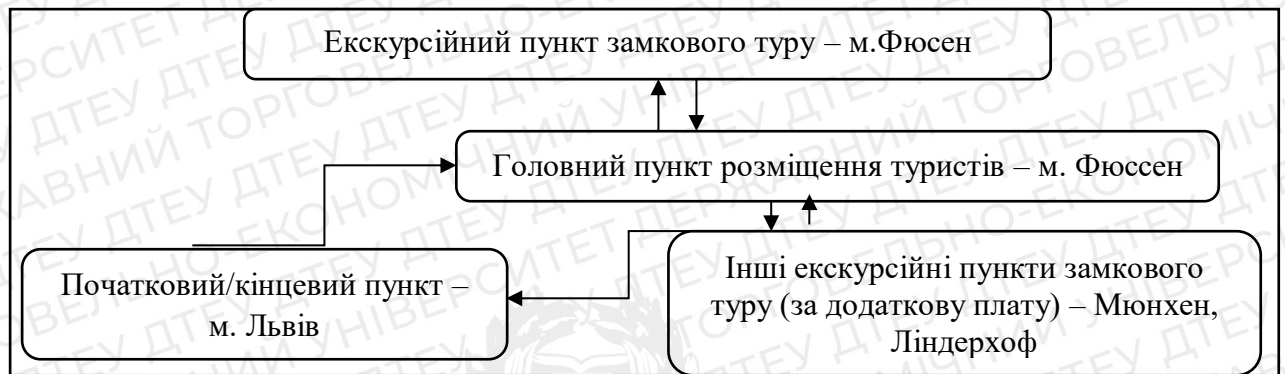 Екскурсійний пункт замкового туру – м.Фюсен
Головний пункт розміщення туристів – м. Фюссен
Початковий/кінцевий пункт –
м. Львів
Інші екскурсійні пункти замкового
туру (за додаткову плату) – Мюнхен,
Ліндерхоф